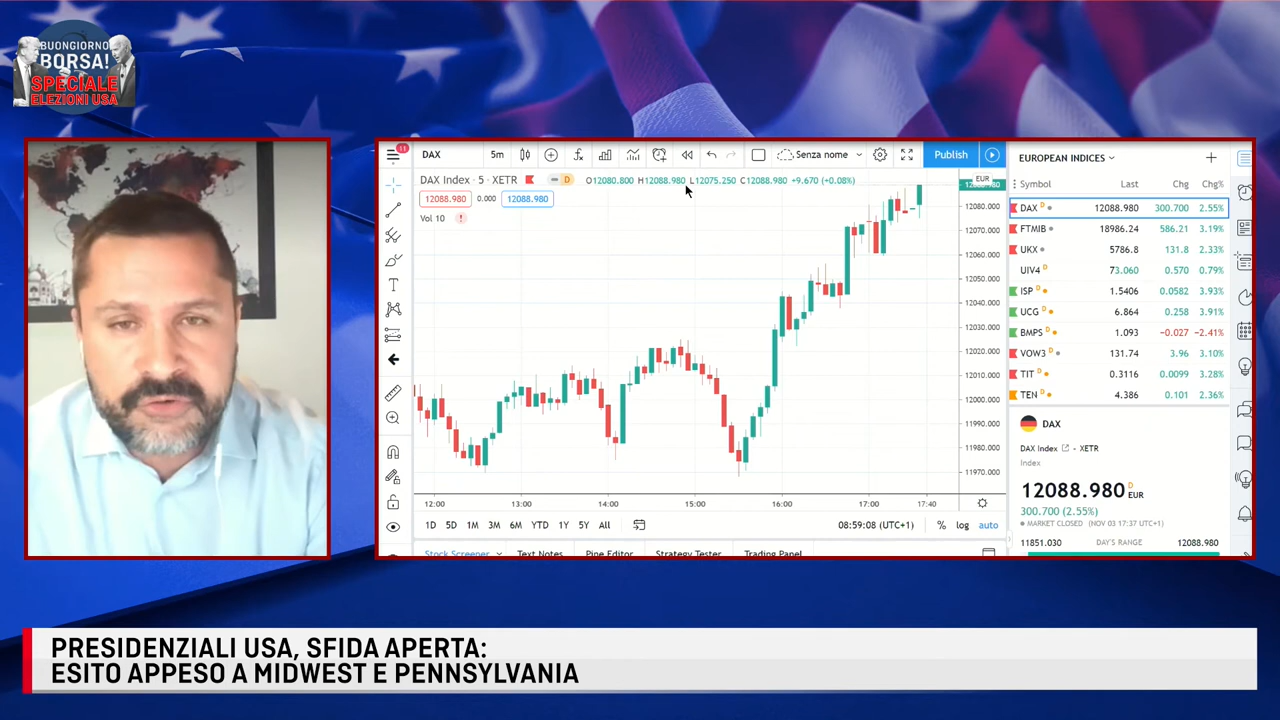 BUONGIORNO
BORSA!
SPECIALE
ELEZIONI USA
11
DAX
5m
Senza nome
Publish
DAX Index · 5 · XETR
D
O12080.800 H12088.980 L12075.250 C12088.980 +9.670 (+0.08%)
12088.980
0.000
12088.980
Vol 10
!
EUR
12088.980
12080.000
12070.000
12060.000
12050.000
12040.000
12030.000
12020.000
12010.000
12000.000
11990.000
11980.000
11970.000
12:00
13:00
14:00
15:00
16:00
17:00
17:40
1D 5D 1M 3M 6M YTD 1Y 5Y All
08:59:08 (UTC+1)
% log auto
Stock Screener
Text Notes
Pine Editor
Strategy Tester
Trading Panel
EUROPEAN INDICES
Symbol Last Chg Chg%
DAX D 12088.980 300.700 2.55%
FTMIB D 18986.24 586.21 3.19%
UKX 5786.8 131.8 2.33%
UIV4 D 73.060 0.570 0.79%
ISP D 1.5406 0.0582 3.93%
UCG D 6.864 0.258 3.91%
BMPS D 1.093 −0.027 −2.41%
VOW3 D 131.74 3.96 3.10%
TIT D 0.3116 0.0099 3.28%
TEN D 4.386 0.101 2.36%
DAX
DAX Index - XETR
Index
12088.980 D EUR
300.700 (2.55%)
MARKET CLOSED (NOV 03 17:37 UTC+1)
11851.030 DAY'S RANGE 12088.980
PRESIDENZIALI USA, SFIDA APERTA:
ESITO APPESO A MIDWEST E PENNSYLVANIA